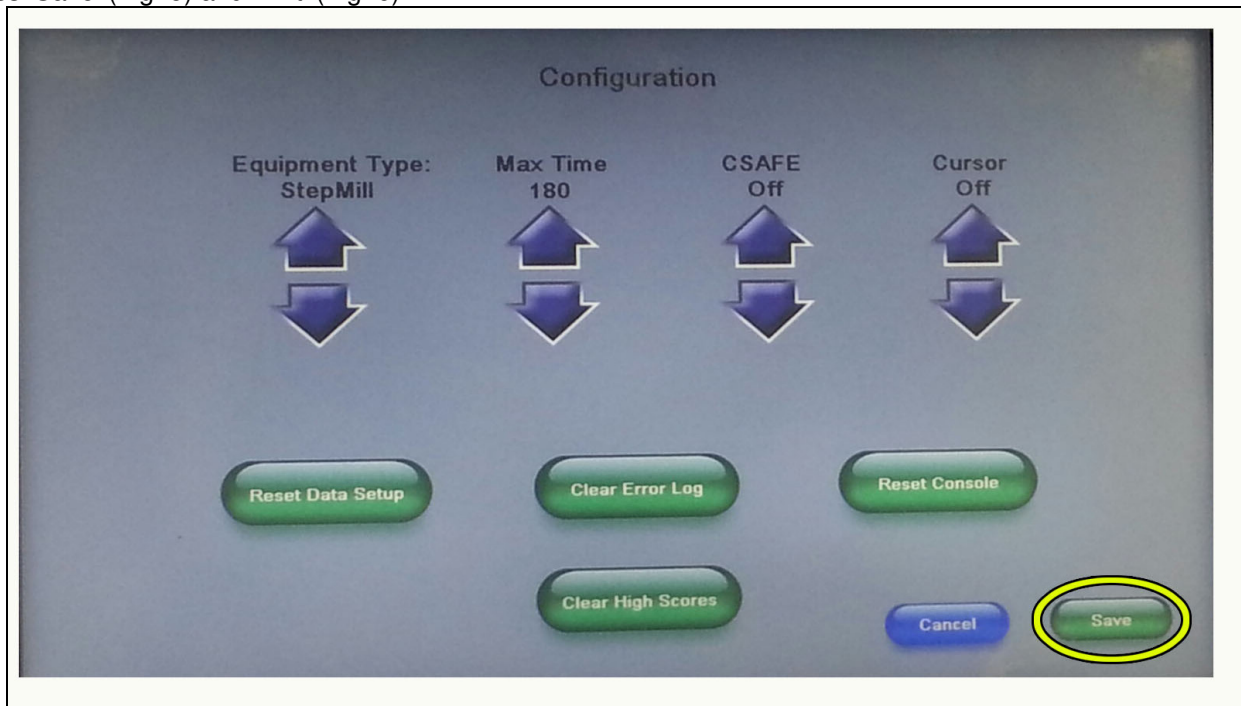 Configuration
Equipment Type: Max Time CSAFE Cursor
StepMill 180 Off Off
Reset Data Setup Clear Error Log Reset Console
Clear High Scores
Cancel Save